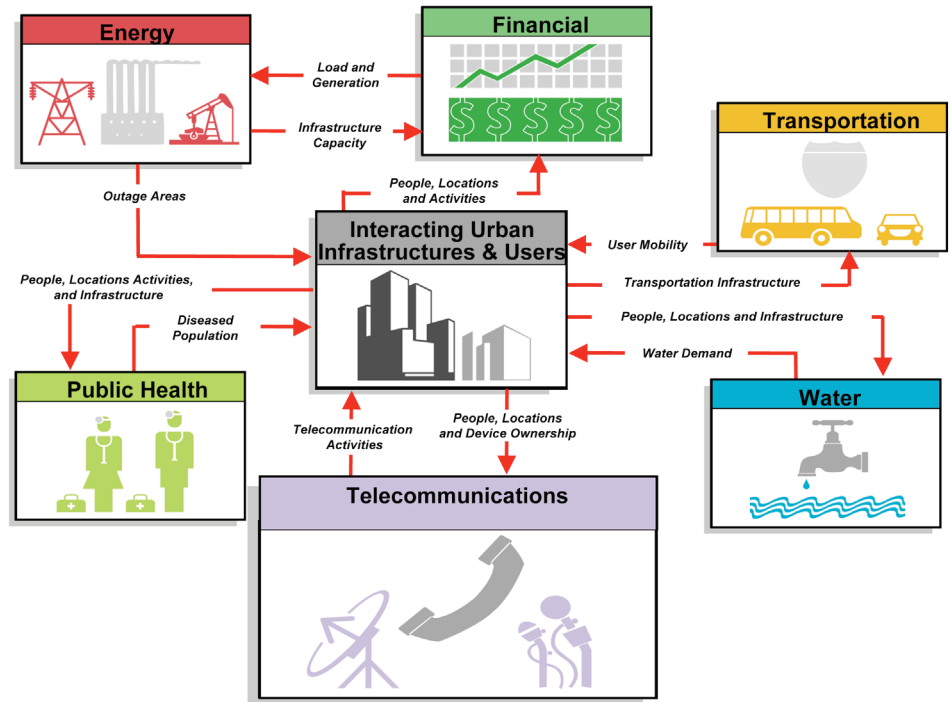 Energy
Financial
Load and
Generation
Infrastructure
Capacity
$ $ $ $ $
Transportation
Outage Areas
People, Locations
and Activities
Interacting Urban
Infrastructures & Users
User Mobility
People, Locations Activities,
and Infrastructure
Transportation Infrastructure
Diseased
Population
People, Locations and Infrastructure
Water Demand
Public Health
Water
Telecommunication
Activities
People, Locations
and Device Ownership
Telecommunications